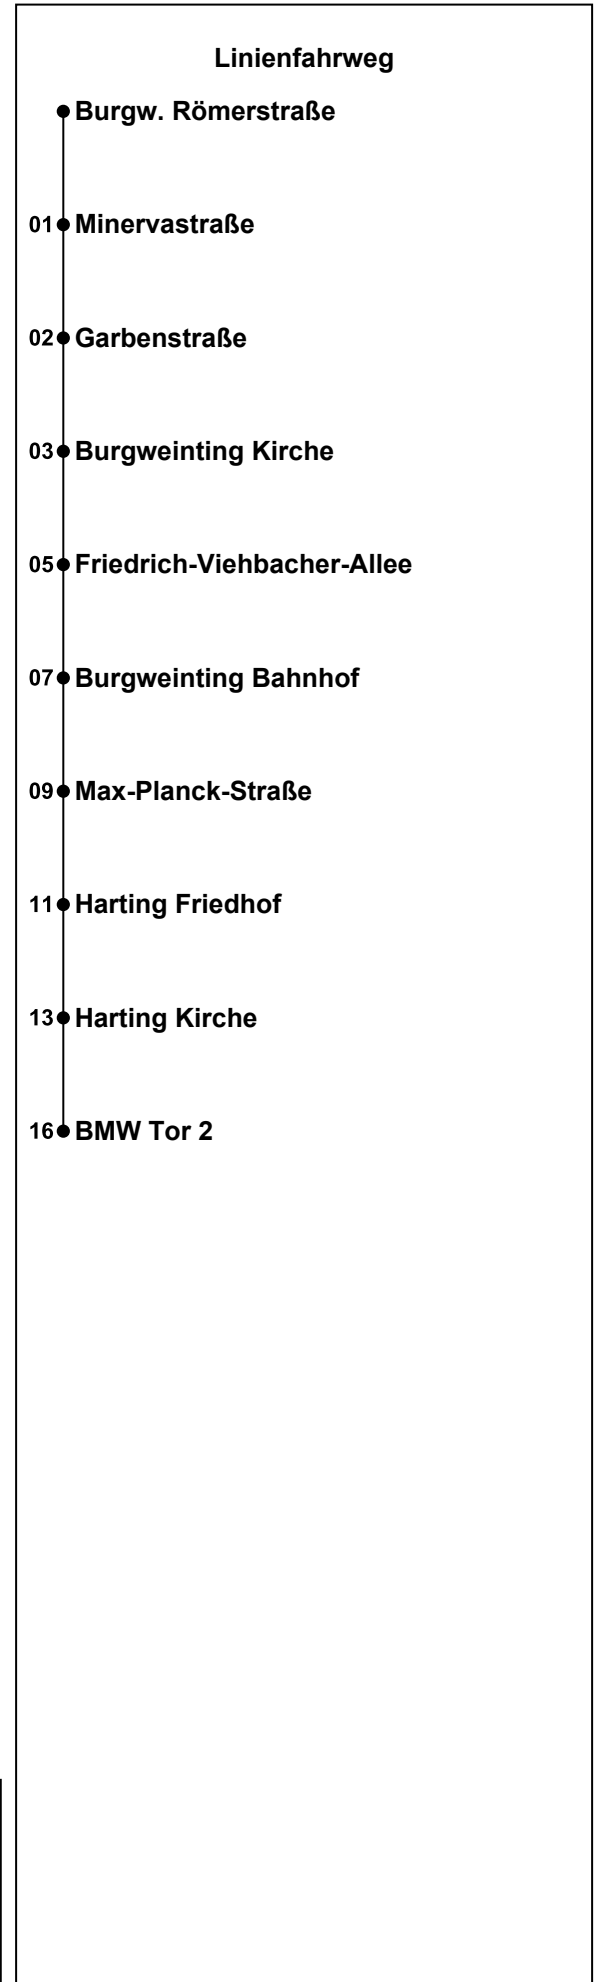 Linienfahrweg
Burgw. Römerstraße
01 Minervastraße
02 Garbenstraße
03 Burgweinting Kirche
05 Friedrich-Viehbacher-Allee
07 Burgweinting Bahnhof
09 Max-Planck-Straße
11 Harting Friedhof
13 Harting Kirche
16 BMW Tor 2